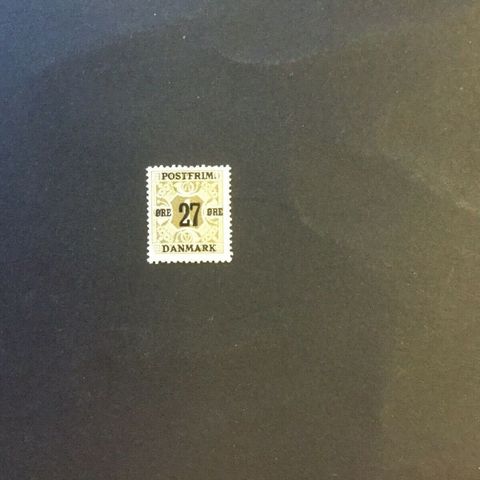 POSTFRIM.
ØRE 27 ØRE
DANMARK